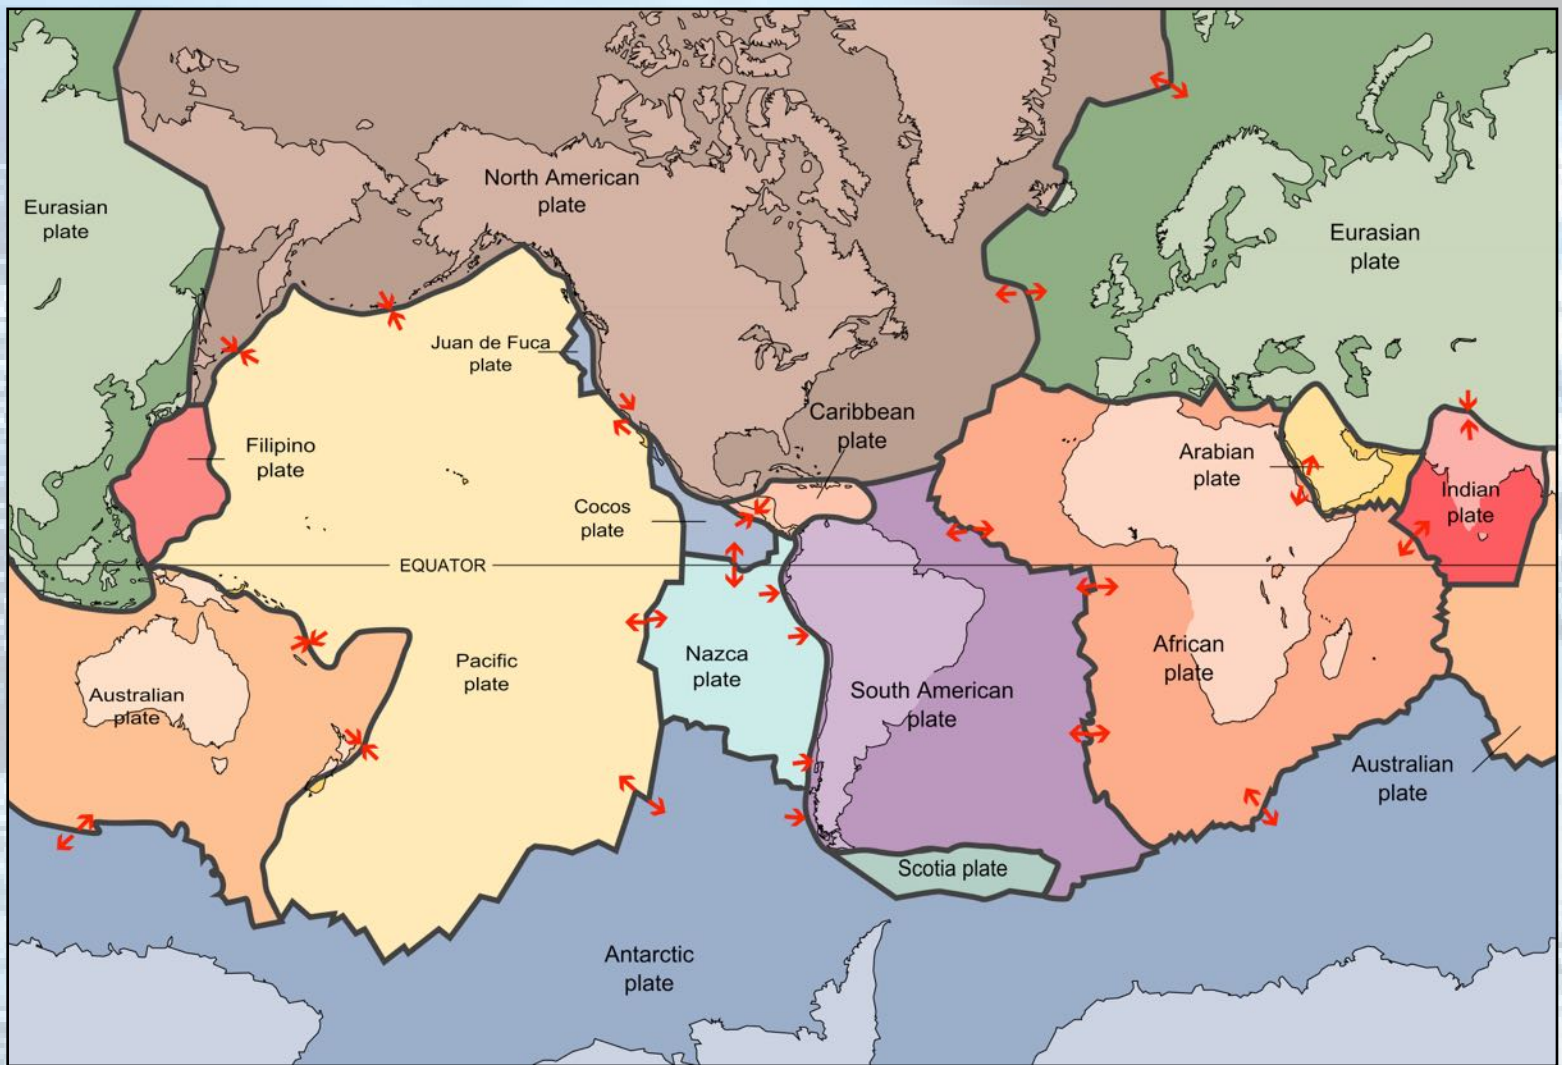 North American
plate
Eurasian
plate
Eurasian
plate
Juan de Fuca
plate
Caribbean
plate
Filipino
plate
Arabian
plate
Indian
plate
Cocos
plate
EQUATOR
Pacific
plate
Nazca
plate
African
plate
South American
plate
Australian
plate
Australian
plate
Scotia plate
Antarctic
plate